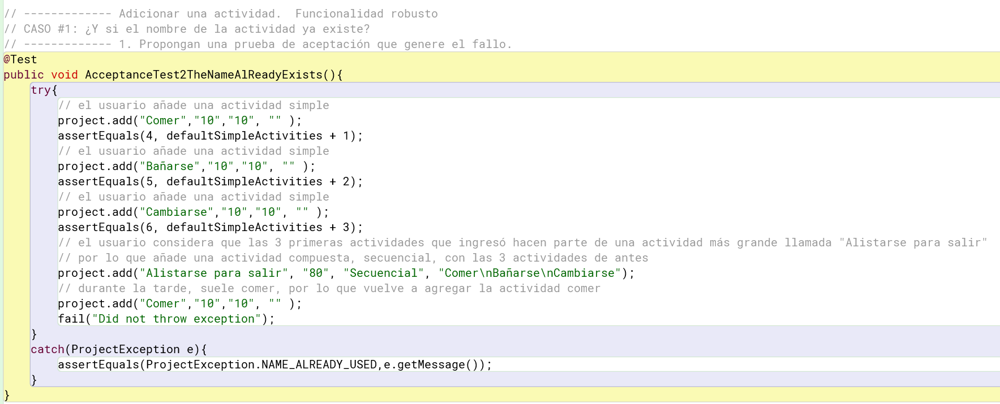 // ------------- Adicionar una actividad.  Funcionalidad robusto
// CASO #1: ¿Y si el nombre de la actividad ya existe?
// ------------- 1. Propongan una prueba de aceptación que genere el fallo.
@Test
public void AcceptanceTest2TheNameAlReadyExists(){
    try{
        // el usuario añade una actividad simple
        project.add("Comer","10","10", "" );
        assertEquals(4, defaultSimpleActivities + 1);
        // el usuario añade una actividad simple
        project.add("Bañarse","10","10", "" );
        assertEquals(5, defaultSimpleActivities + 2);
        // el usuario añade una actividad simple
        project.add("Cambiarse","10","10", "" );
        assertEquals(6, defaultSimpleActivities + 3);
        // el usuario considera que las 3 primeras actividades que ingresó hacen parte de una actividad más grande llamada "Alistarse para salir"
        // por lo que añade una actividad compuesta, secuencial, con las 3 actividades de antes
        project.add("Alistarse para salir", "80", "Secuencial", "Comer\nBañarse\nCambiarse");
        // durante la tarde, suele comer, por lo que vuelve a agregar la actividad comer
        project.add("Comer","10","10", "" );
        fail("Did not throw exception");
    }
    catch(ProjectException e){
        assertEquals(ProjectException.NAME_ALREADY_USED,e.getMessage());
    }
}